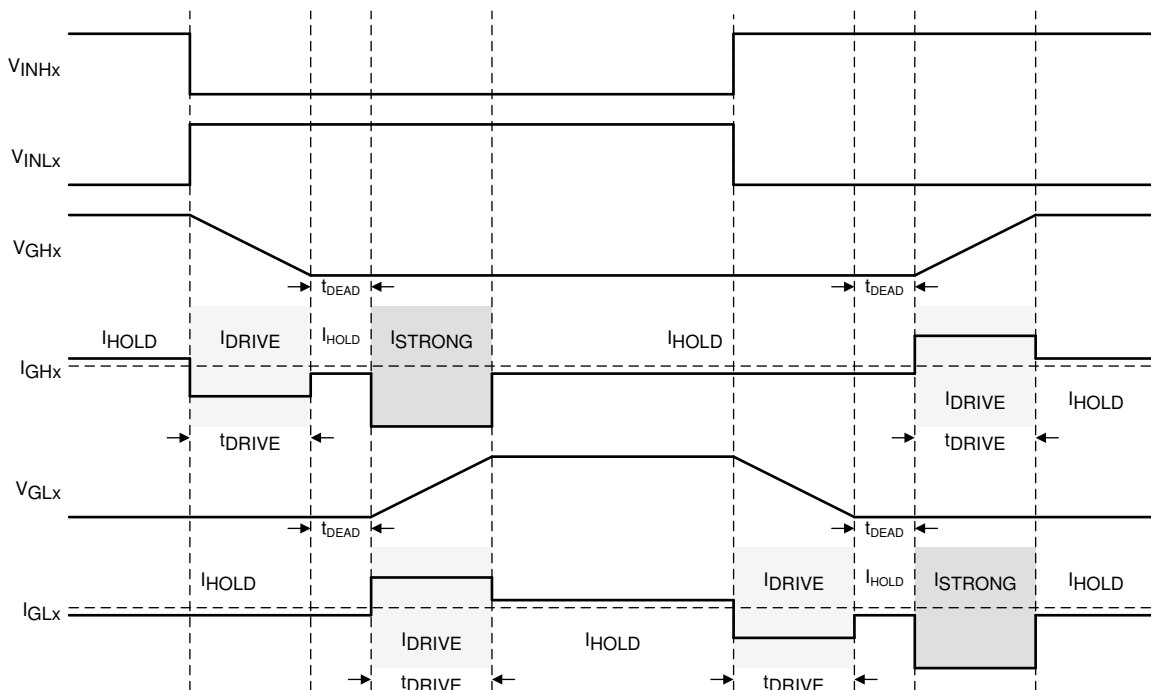 VINHx
VINLx
VGHx
tDEAD
tDEAD
IHOLD
IDRIVE
IHOLD
ISTRONG
IHOLD
IGHx
IDRIVE
IHOLD
tDRIVE
tDRIVE
VGLx
tDEAD
tDEAD
IHOLD
IDRIVE
IHOLD
ISTRONG
IHOLD
IGLx
IDRIVE
IHOLD
tDRIVE
tDRIVE